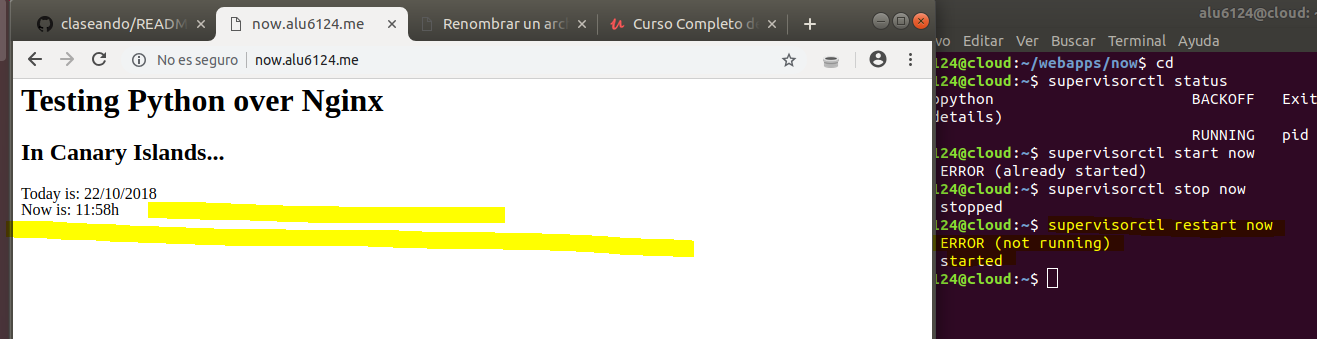 claseando/READM
now.alu6124.me
Renombrar un arc
Curso Completo d
No es seguro
now.alu6124.me
Testing Python over Nginx
In Canary Islands...
Today is: 22/10/2018
Now is: 11:58h
alu6124@cloud:
vo Editar Ver Buscar Terminal Ayuda
124@cloud:~/webapps/now$ cd
124@cloud:~$ supervisorctl status
python BACKOFF Exit
details)
RUNNING pid
124@cloud:~$ supervisorctl start now
ERROR (already started)
124@cloud:~$ supervisorctl stop now
stopped
124@cloud:~$ supervisorctl restart now
ERROR (not running)
started
124@cloud:~$